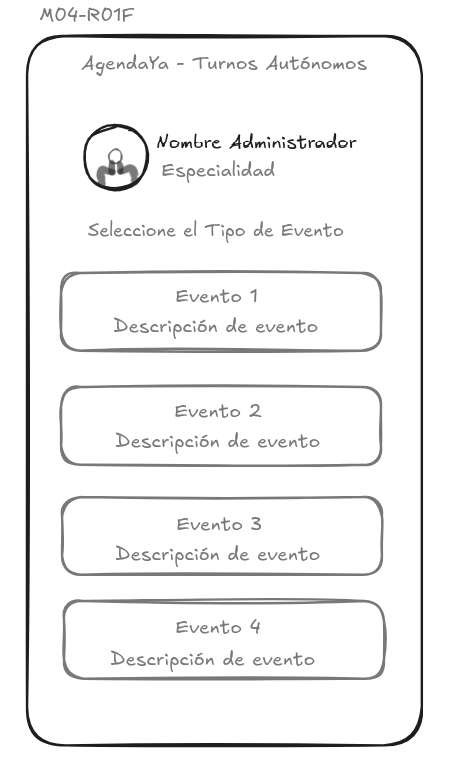 M04-R01F
AgendaYa - Turnos Autónomos
Nombre Administrador
Especialidad
Seleccione el Tipo de Evento
Evento 1
Descripción de evento
Evento 2
Descripción de evento
Evento 3
Descripción de evento
Evento 4
Descripción de evento